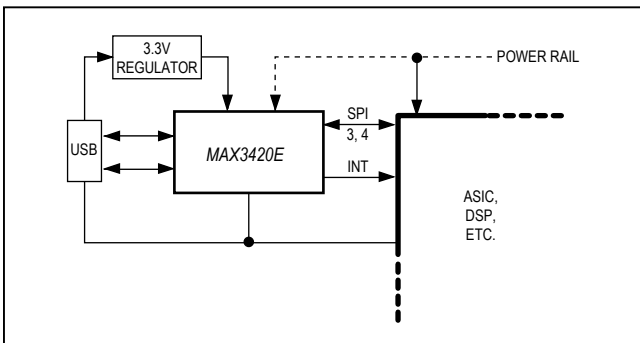 3.3V
REGULATOR
POWER RAIL
USB
MAX3420E
SPI
3, 4
INT
ASIC,
DSP,
ETC.